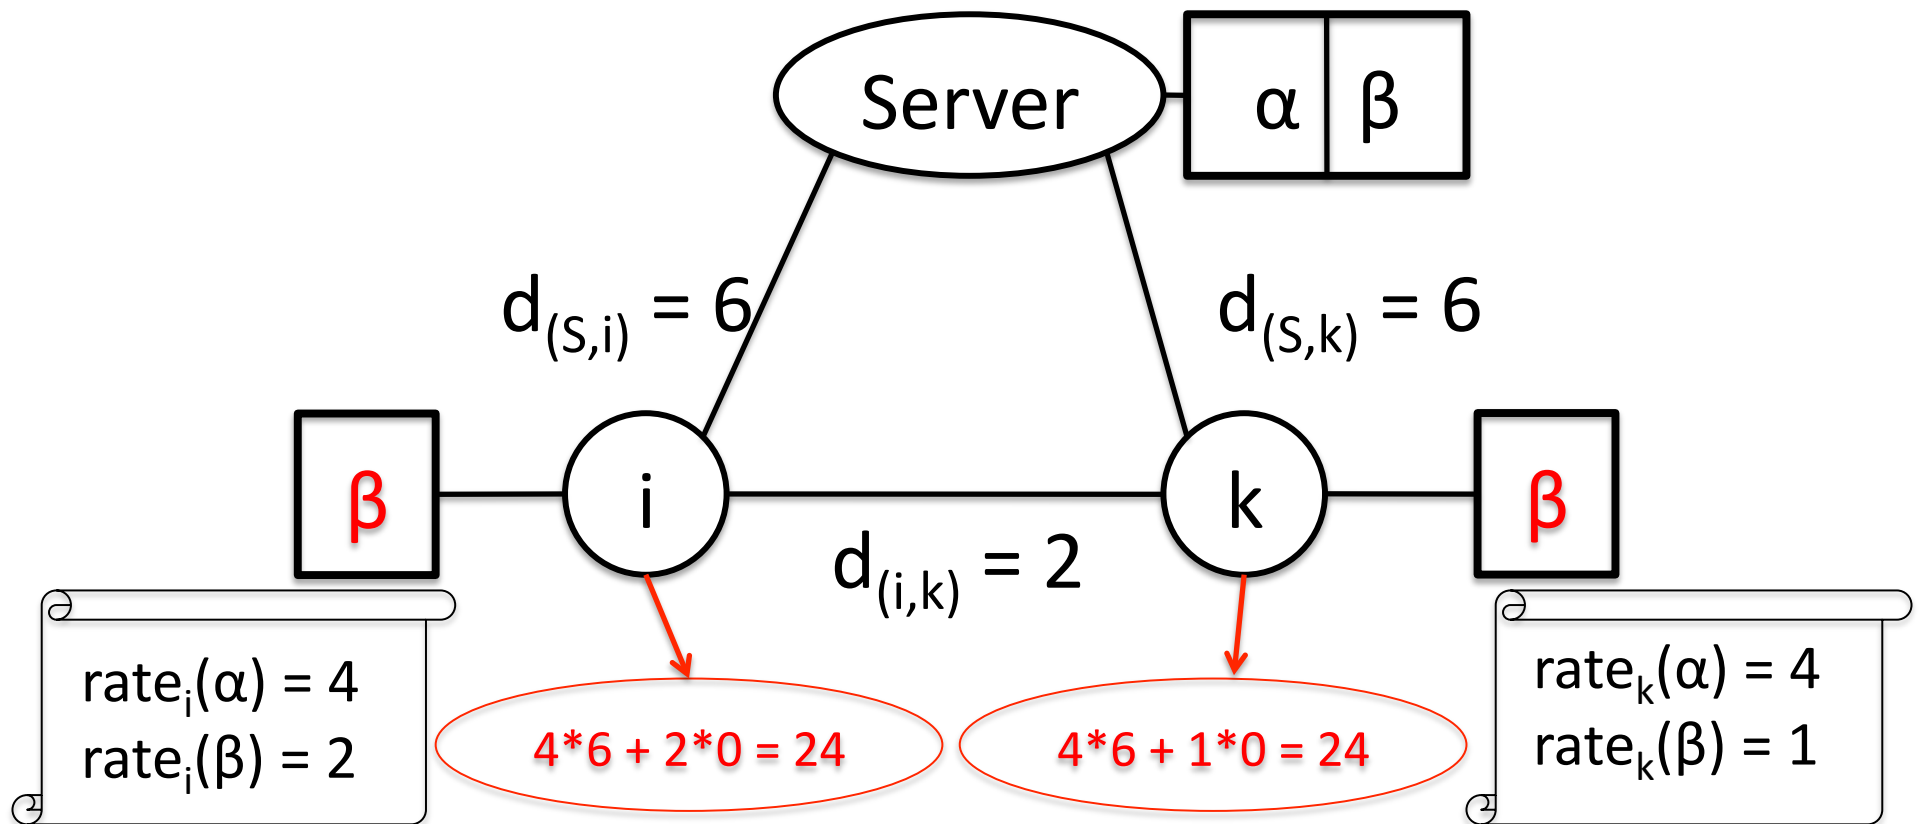 Server
α β
d(S,i) = 6
d(S,k) = 6
β
i
k
β
d(i,k) = 2
ratei(α) = 4
ratei(β) = 2
4*6 + 2*0 = 24
4*6 + 1*0 = 24
ratek(α) = 4
ratek(β) = 1